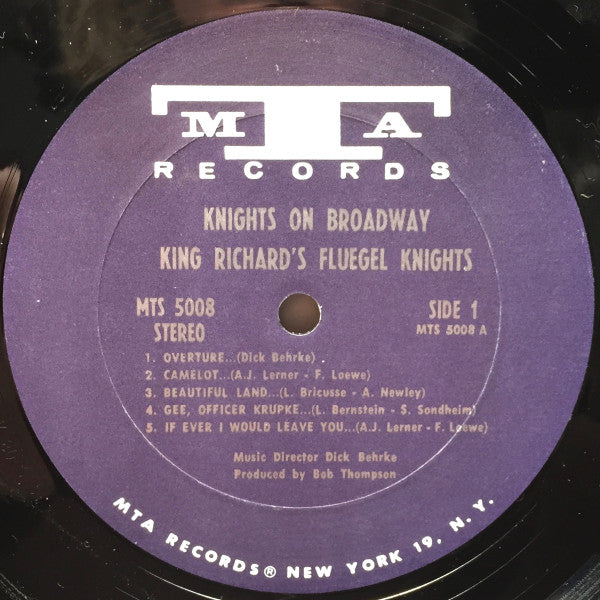 MTA
RECORDS
KNIGHTS ON BROADWAY
KING RICHARD'S FLUEGEL KNIGHTS
MTS 5008
STEREO
SIDE 1
MTS 5008 A
1. OVERTURE...(Dick Behrke)
2. CAMELOT...(A.J. Lerner - F. Loewe)
3. BEAUTIFUL LAND...(L. Bricusse - A. Newley)
4. GEE, OFFICER KRUPKE...(L. Bernstein - S. Sondheim)
5. IF EVER I WOULD LEAVE YOU...(A.J. Lerner - F. Loewe)
Music Director Dick Behrke
Produced by Bob Thompson
MTA RECORDS® NEW YORK 19, N.Y.